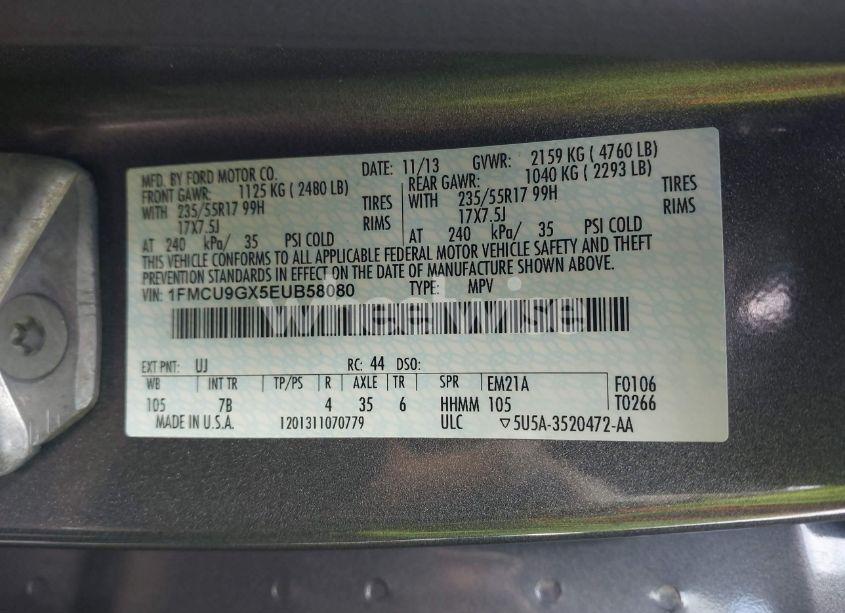 MFD. BY FORD MOTOR CO. DATE: 11/13 GVWR: 2159 KG ( 4760 LB)
FRONT GAWR: 1125 KG ( 2480 LB) REAR GAWR: 1040 KG ( 2293 LB)
WITH 235/55R17 99H TIRES WITH 235/55R17 99H TIRES
17X7.5J RIMS 17X7.5J RIMS
AT 240 kPa/ 35 PSI COLD AT 240 kPa/ 35 PSI COLD
THIS VEHICLE CONFORMS TO ALL APPLICABLE FEDERAL MOTOR VEHICLE SAFETY AND THEFT
PREVENTION STANDARDS IN EFFECT ON THE DATE OF MANUFACTURE SHOWN ABOVE.
VIN: 1FMCU9GX5EUB58080 TYPE: MPV
Wheelwise
EXT PNT: UJ RC: 44 DSO:
WB INT TR TP/PS R AXLE TR SPR EM21A F0106
105 7B 4 35 6 HHMM 105 T0266
MADE IN U.S.A. 1201311070779 ULC ▽5U5A-3520472-AA